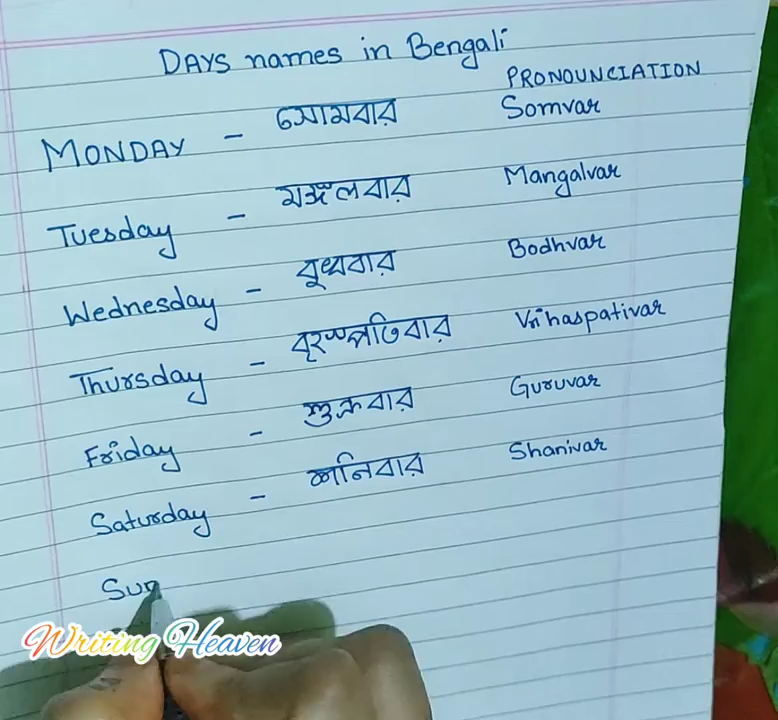 DAYS names in Bengali
PRONOUNCIATION
MONDAY - সোমবার Somvar
Tuesday - মঙ্গলবার Mangalvar
Wednesday - বুধবার Bodhvar
Thursday - বৃহস্পতিবার Vrihaspativar
Friday - শুক্রবার Guruvar
Saturday - শনিবার Shanivar
Sun
Writing Heaven